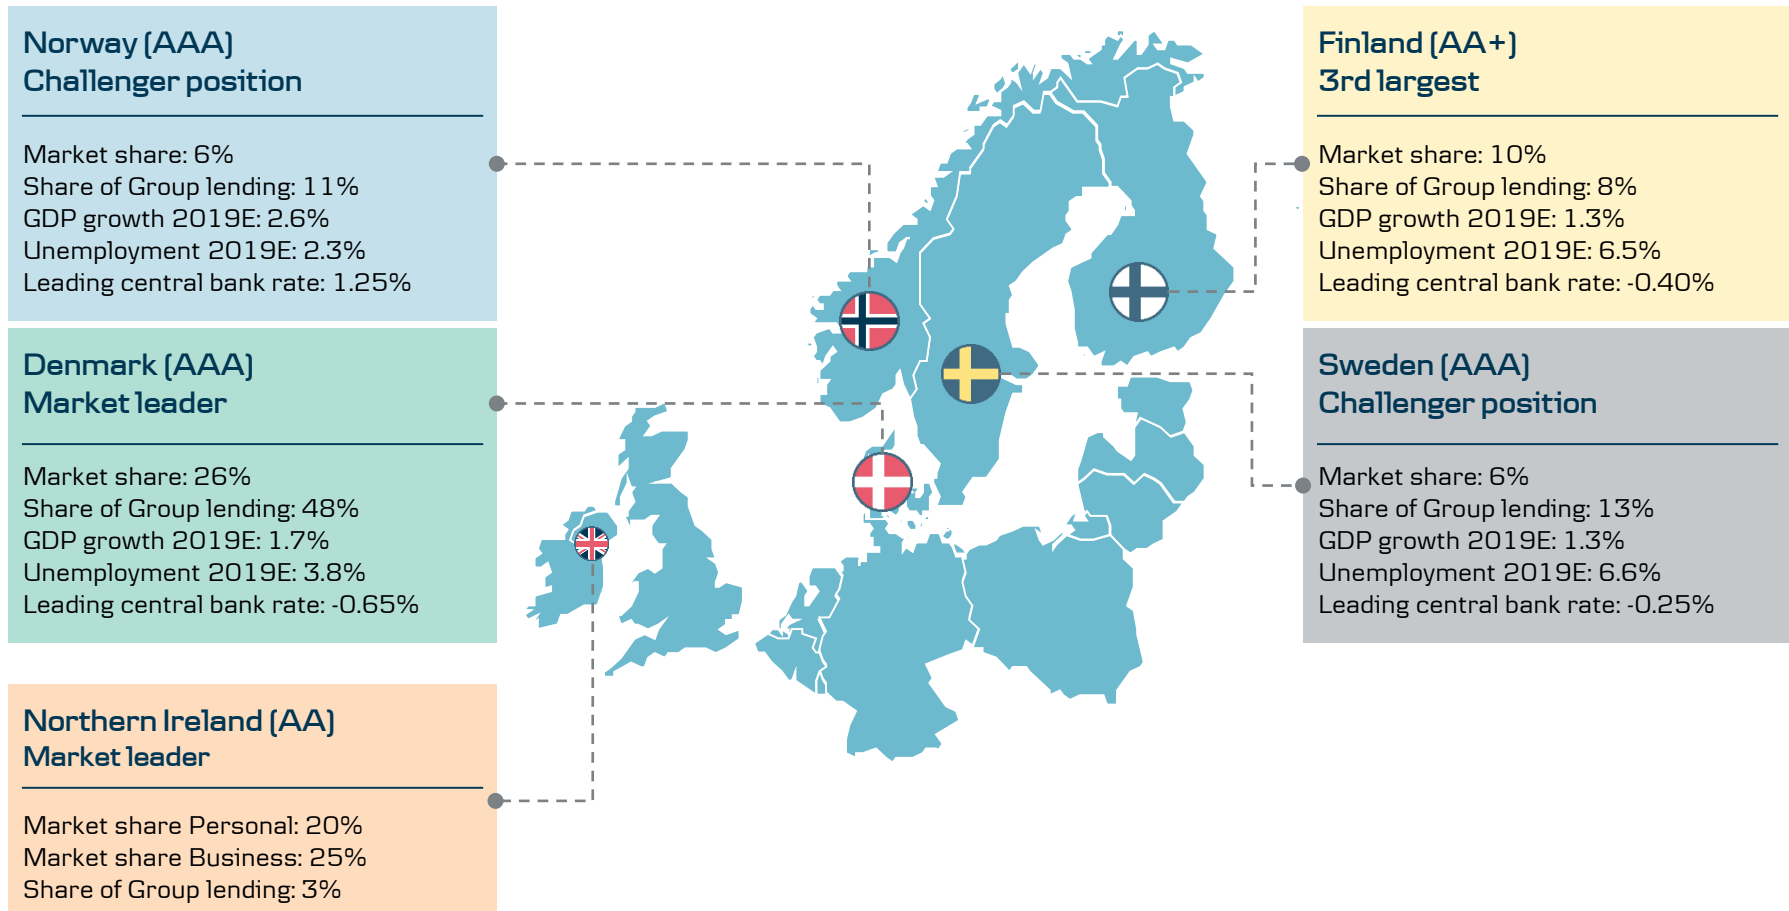 Norway (AAA)
Challenger position
Market share: 6%
Share of Group lending: 11%
GDP growth 2019E: 2.6%
Unemployment 2019E: 2.3%
Leading central bank rate: 1.25%
Denmark (AAA)
Market leader
Market share: 26%
Share of Group lending: 48%
GDP growth 2019E: 1.7%
Unemployment 2019E: 3.8%
Leading central bank rate: -0.65%
Northern Ireland (AA)
Market leader
Market share Personal: 20%
Market share Business: 25%
Share of Group lending: 3%
Finland (AA+)
3rd largest
Market share: 10%
Share of Group lending: 8%
GDP growth 2019E: 1.3%
Unemployment 2019E: 6.5%
Leading central bank rate: -0.40%
Sweden (AAA)
Challenger position
Market share: 6%
Share of Group lending: 13%
GDP growth 2019E: 1.3%
Unemployment 2019E: 6.6%
Leading central bank rate: -0.25%